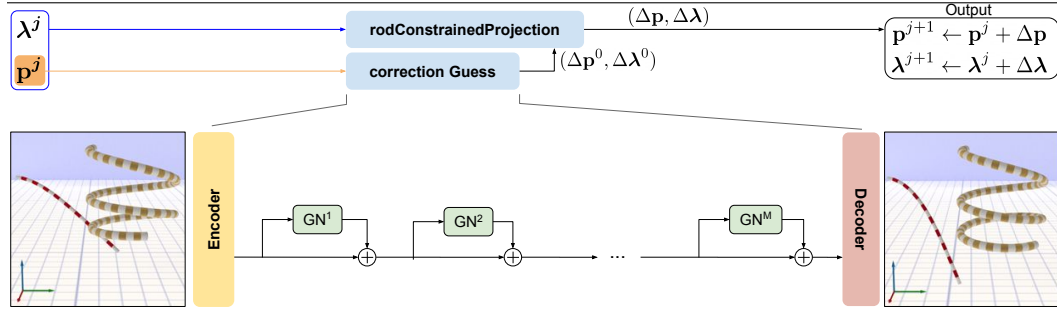 Output
λ^j
rodConstrainedProjection
(Δp, Δλ)
p^{j+1} ← p^j + Δp
λ^{j+1} ← λ^j + Δλ
p^j
correction Guess
(Δp^0, Δλ^0)
Encoder
GN^1
GN^2
...
GN^M
Decoder